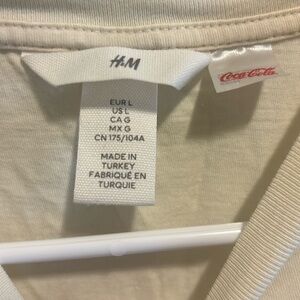 H&M
Coca-Cola
EUR L
US L
CA G
MX G
CN 175/104A
MADE IN
TURKEY
FABRIQUÉ EN
TURQUIE